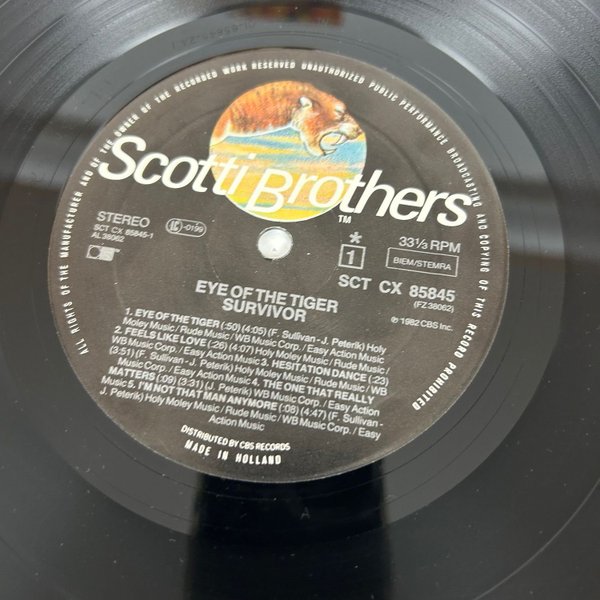 ALL RIGHTS OF THE MANUFACTURER AND OF THE OWNER OF THE RECORDED WORK RESERVED UNAUTHORIZED PUBLIC PERFORMANCE BROADCASTING AND COPYING OF THIS RECORD PROHIBITED
Scotti Brothers
TM
STEREO
SCT CX 85845-1
AL 38062
LC -0199
*
1
33⅓ RPM
BIEM/STEMRA
SCT CX 85845
(FZ 38062)
℗ 1982 CBS Inc.
EYE OF THE TIGER
SURVIVOR
1. EYE OF THE TIGER (:50) (4:05) (F. Sullivan - J. Peterik) Holy
Moley Music / Rude Music / WB Music Corp. / Easy Action Music
2. FEELS LIKE LOVE (:26) (4:07) Holy Moley Music / Rude
Music / WB Music Corp. / Easy Action Music 3. HESITATION DANCE (:23)
(3:51) (F. Sullivan - J. Peterik) Holy Moley Music / Rude Music / WB
Music Corp. / Easy Action Music 4. THE ONE THAT REALLY
MATTERS (:09) (3:31) (J. Peterik) WB Music Corp. / Easy Action
Music 5. I'M NOT THAT MAN ANYMORE (:08) (4:47) (F. Sullivan -
J. Peterik) Holy Moley Music / Rude Music / WB Music Corp. / Easy
Action Music
DISTRIBUTED BY CBS RECORDS
MADE IN HOLLAND